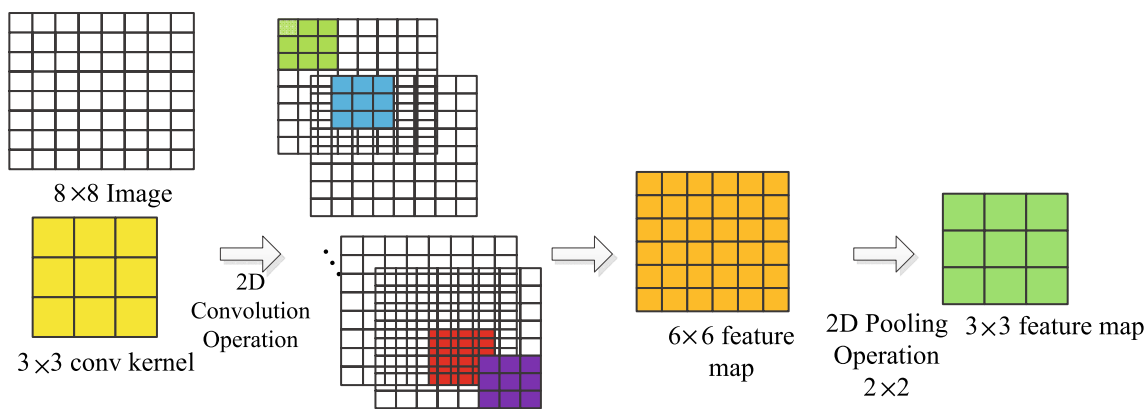 8×8 Image
3×3 conv kernel
2D
Convolution
Operation
6×6 feature
map
2D Pooling
Operation
2×2
3×3 feature map